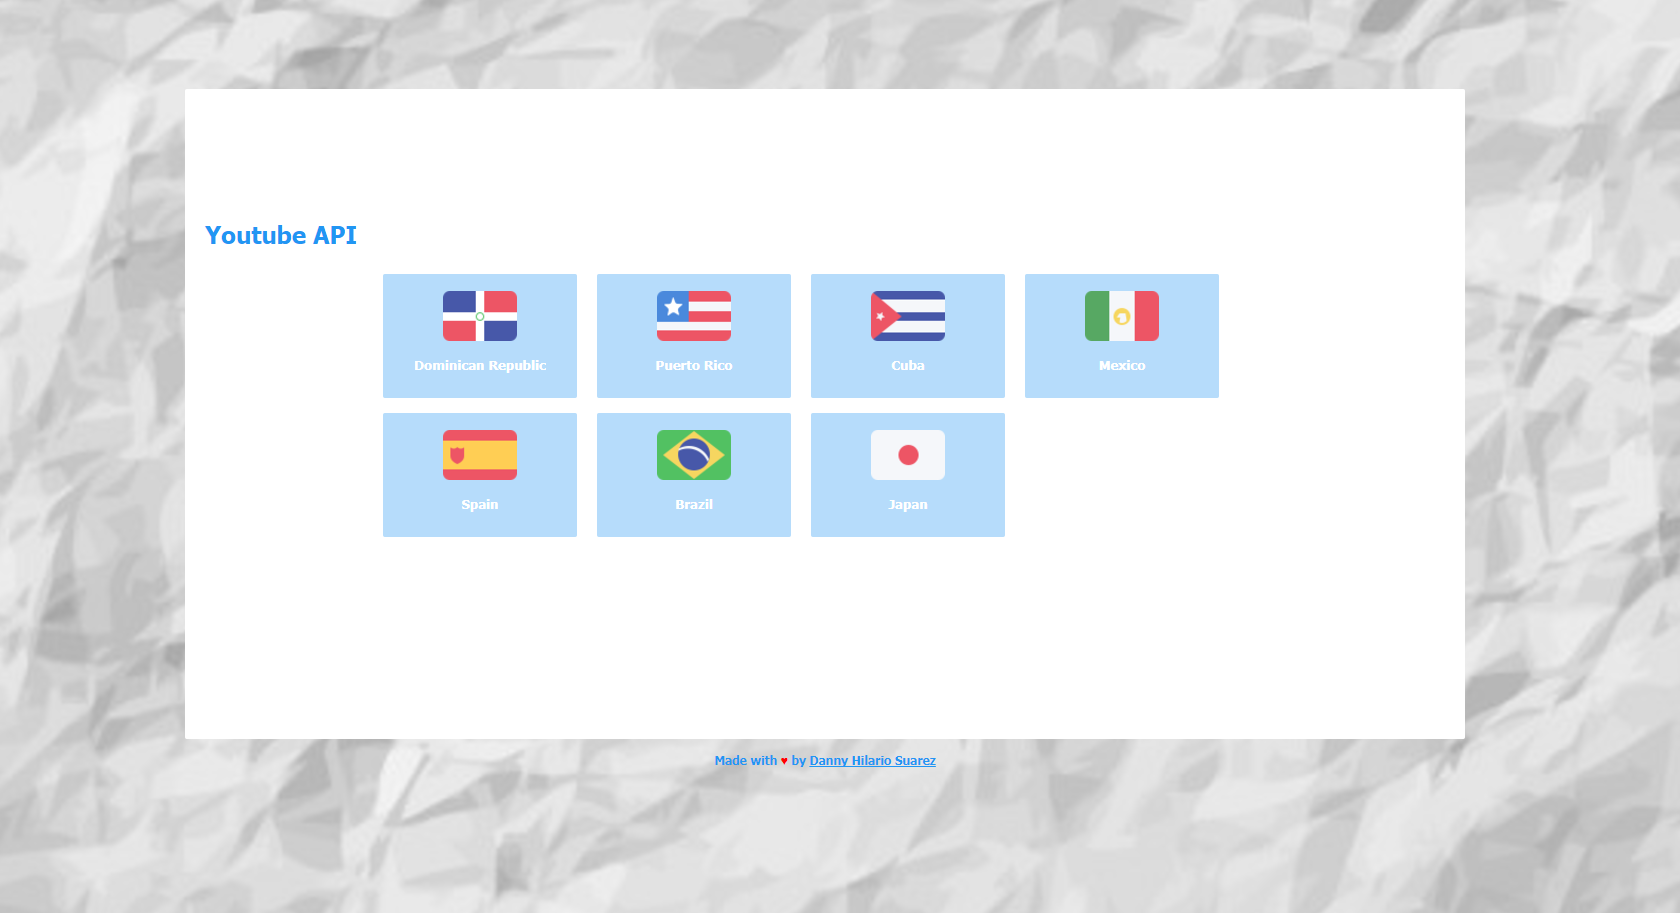 Youtube API
Dominican Republic
Puerto Rico
Cuba
Mexico
Spain
Brazil
Japan
Made with ♥ by Danny Hilario Suarez